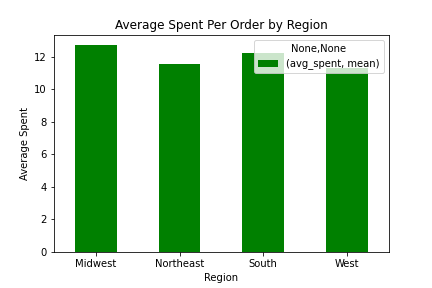 Average Spent Per Order by Region
None,None
(avg_spent, mean)
12
10
8
6
4
2
0
Average Spent
Midwest Northeast South West
Region